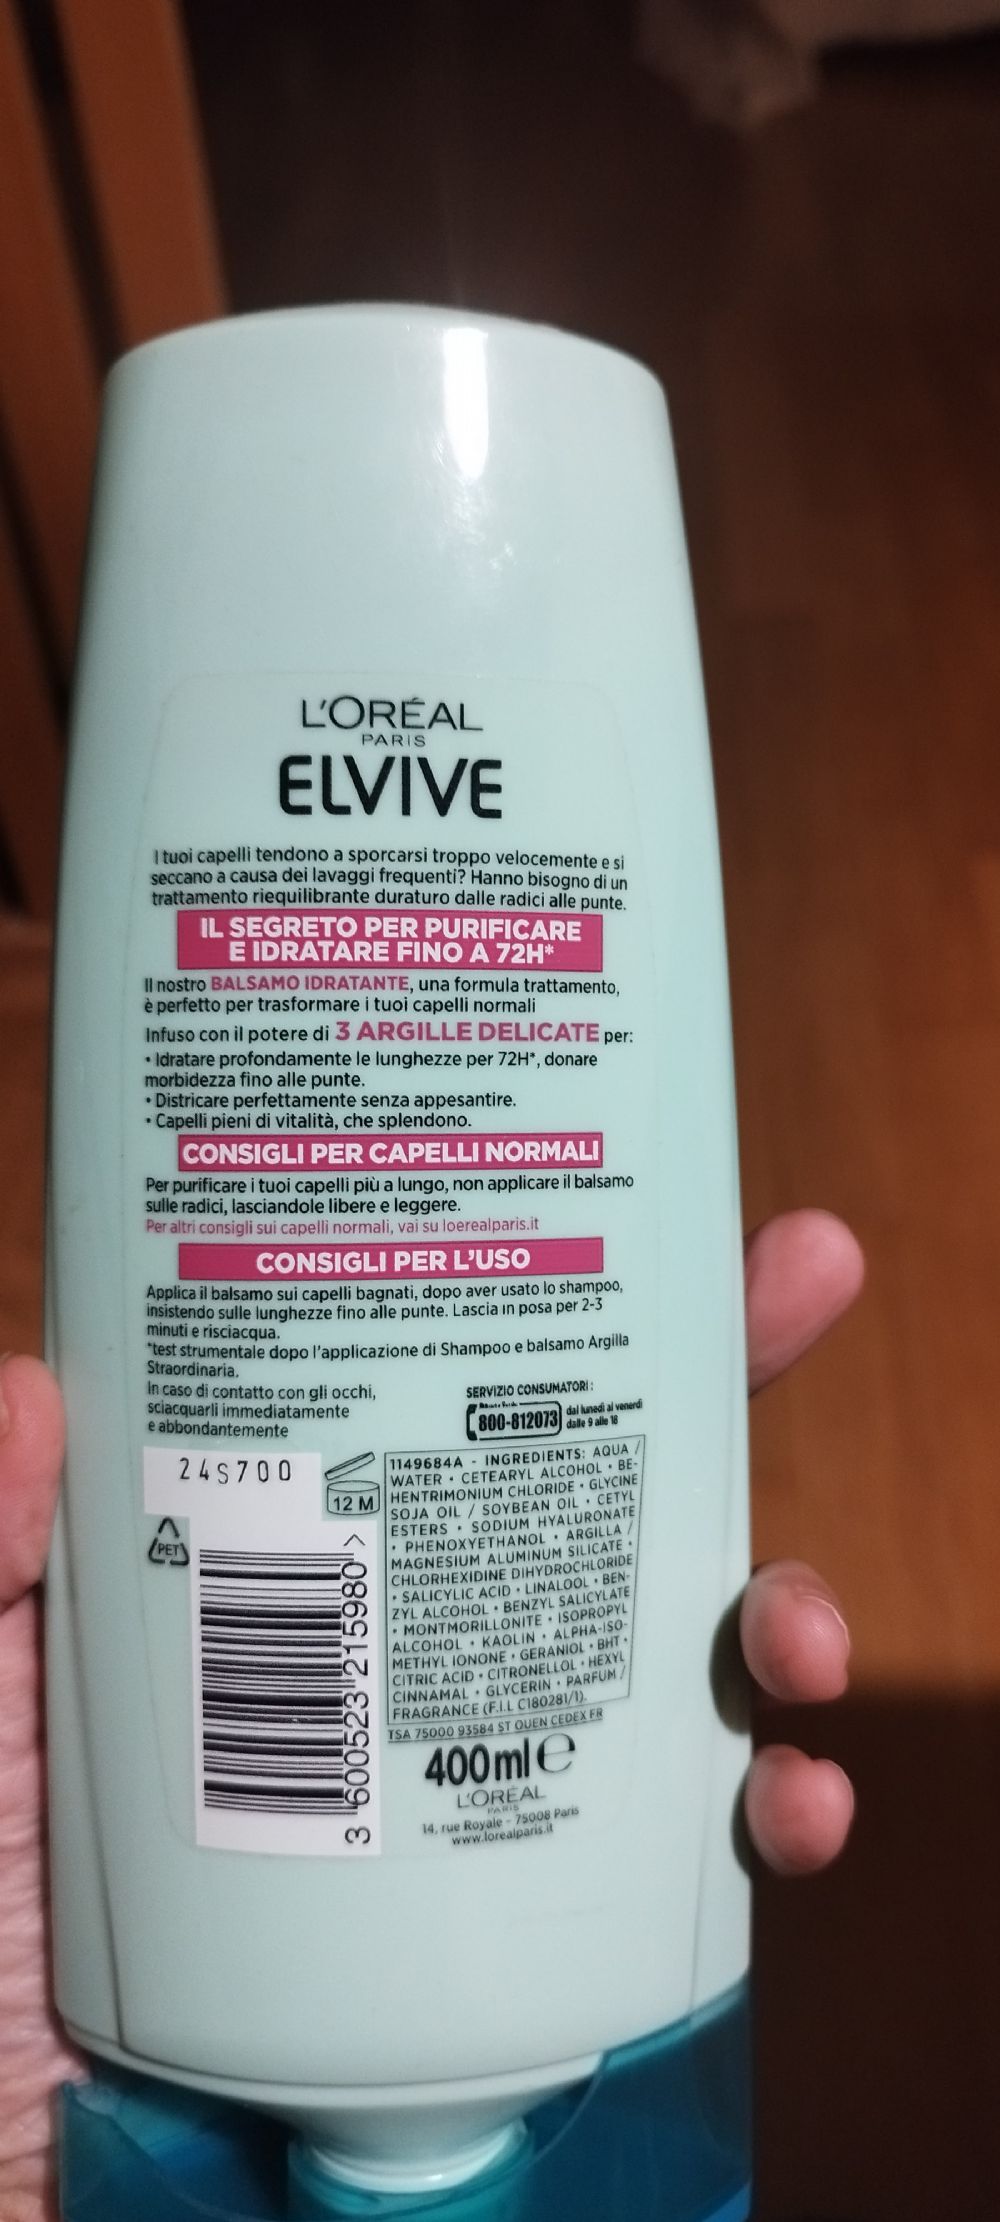 L'ORÉAL
PARIS
ELVIVE
I tuoi capelli tendono a sporcarsi troppo velocemente e si
seccano a causa dei lavaggi frequenti? Hanno bisogno di un
trattamento riequilibrante duraturo dalle radici alle punte.
IL SEGRETO PER PURIFICARE
E IDRATARE FINO A 72H*
Il nostro BALSAMO IDRATANTE, una formula trattamento,
è perfetto per trasformare i tuoi capelli normali
Infuso con il potere di 3 ARGILLE DELICATE per:
• Idratare profondamente le lunghezze per 72H*, donare
morbidezza fino alle punte.
• Districare perfettamente senza appesantire.
• Capelli pieni di vitalità, che splendono.
CONSIGLI PER CAPELLI NORMALI
Per purificare i tuoi capelli più a lungo, non applicare il balsamo
sulle radici, lasciandole libere e leggere.
Per altri consigli sui capelli normali, vai su loerealparis.it
CONSIGLI PER L'USO
Applica il balsamo sui capelli bagnati, dopo aver usato lo shampoo,
insistendo sulle lunghezze fino alle punte. Lascia in posa per 2-3
minuti e risciacqua.
*test strumentale dopo l'applicazione di Shampoo e balsamo Argilla
Straordinaria.
In caso di contatto con gli occhi,
sciacquarli immediatamente
e abbondantemente
SERVIZIO CONSUMATORI:
800-812073
dal lunedì al venerdì
dalle 9 alle 18
24S700
12 M
PET
3 600523 215980 >
1149684A - INGREDIENTS: AQUA /
WATER • CETEARYL ALCOHOL • BE-
HENTRIMONIUM CHLORIDE • GLYCINE
SOJA OIL / SOYBEAN OIL • CETYL
ESTERS • SODIUM HYALURONATE
• PHENOXYETHANOL • ARGILLA /
MAGNESIUM ALUMINUM SILICATE •
CHLORHEXIDINE DIHYDROCHLORIDE
• SALICYLIC ACID • LINALOOL • BEN-
ZYL ALCOHOL • BENZYL SALICYLATE
• MONTMORILLONITE • ISOPROPYL
ALCOHOL • KAOLIN • ALPHA-ISO-
METHYL IONONE • GERANIOL • BHT •
CITRIC ACID • CITRONELLOL • HEXYL
CINNAMAL • GLYCERIN • PARFUM /
FRAGRANCE (F.I.L C180281/1).
TSA 75000 93584 ST OUEN CEDEX FR
400ml e
L'ORÉAL
PARIS
14, rue Royale - 75008 Paris
www.lorealparis.it